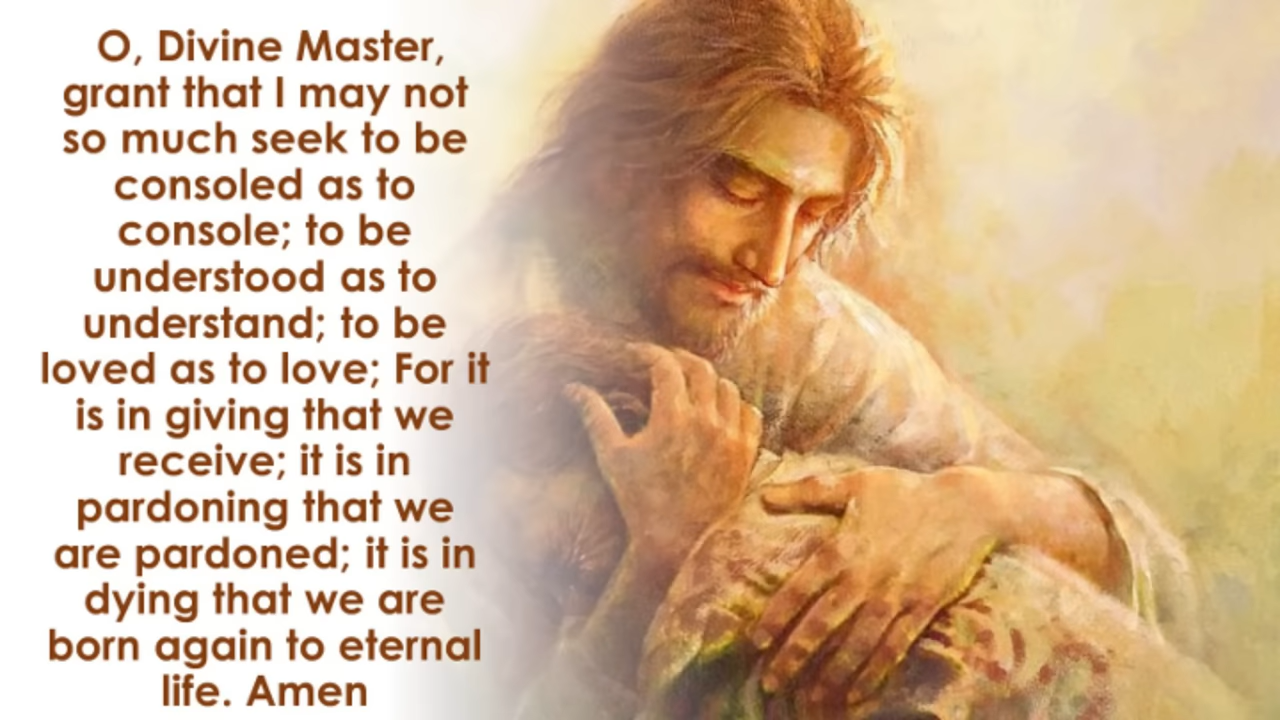 O, Divine Master,
grant that I may not
so much seek to be
consoled as to
console; to be
understood as to
understand; to be
loved as to love; For it
is in giving that we
receive; it is in
pardoning that we
are pardoned; it is in
dying that we are
born again to eternal
life. Amen